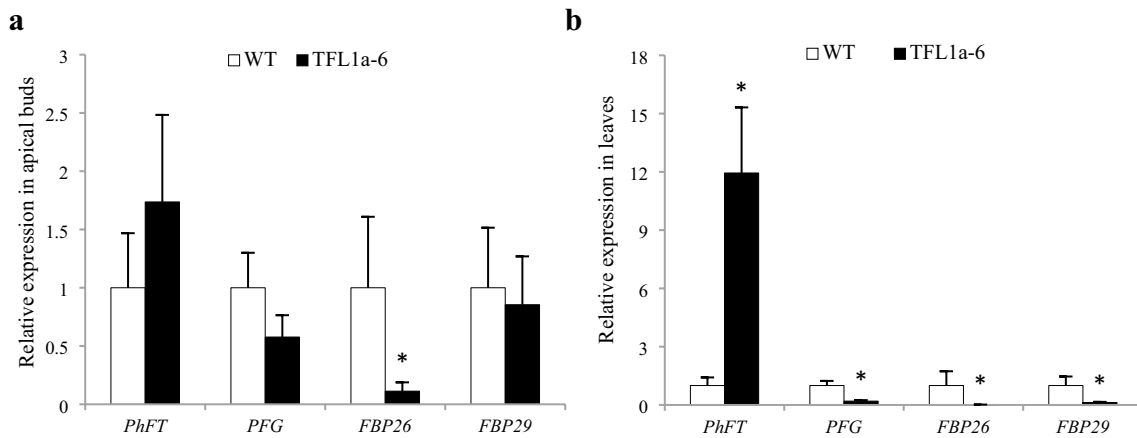 a
WT TFL1a-6
Relative expression in apical buds
3
2.5
2
1.5
1
0.5
0
*
PhFT PFG FBP26 FBP29
b
WT TFL1a-6
Relative expression in leaves
18
15
12
9
6
3
0
*
* * *
PhFT PFG FBP26 FBP29